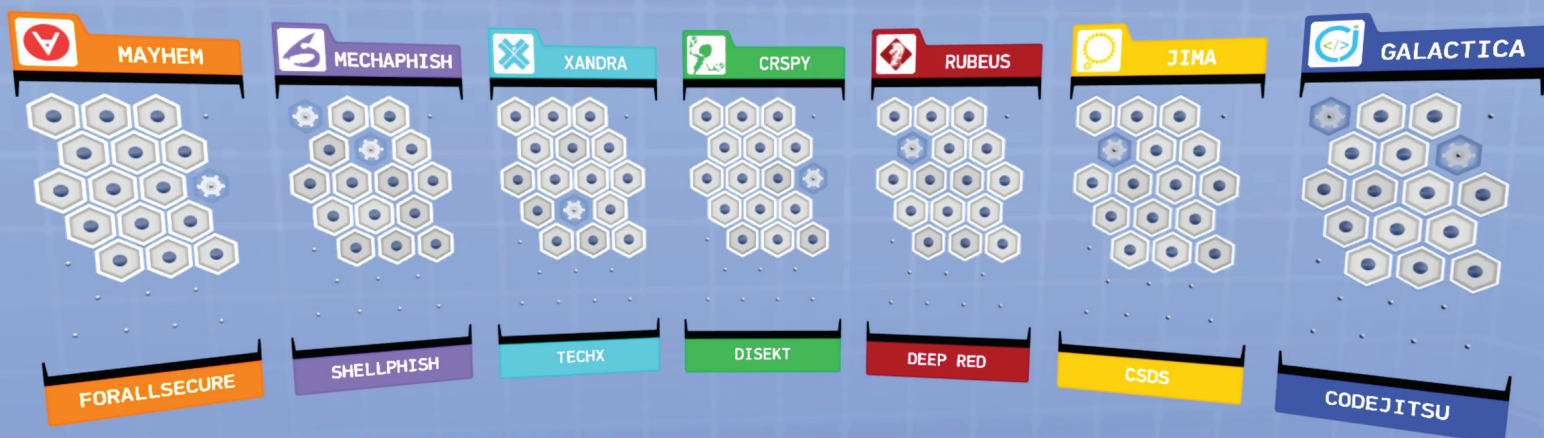 MAYHEM
MECHAPHISH
XANDRA
CRSPY
RUBEUS
JIMA
</>
GALACTICA
FORALLSECURE
SHELLPHISH
TECHX
DISEKT
DEEP RED
CSDS
CODEJITSU